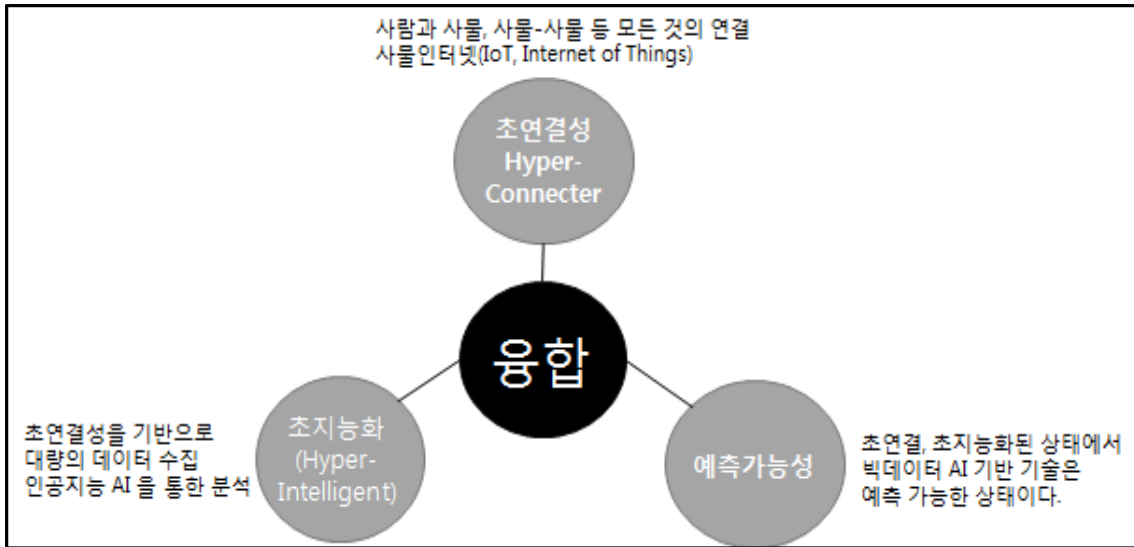 사람과 사물, 사물-사물 등 모든 것의 연결
사물인터넷(IoT, Internet of Things)
초연결성
Hyper-
Connecter
융합
초연결성을 기반으로
대량의 데이터 수집
인공지능 AI 을 통한 분석
초지능화
(Hyper-
Intelligent)
예측가능성
초연결, 초지능화된 상태에서
빅데이터 AI 기반 기술은
예측 가능한 상태이다.